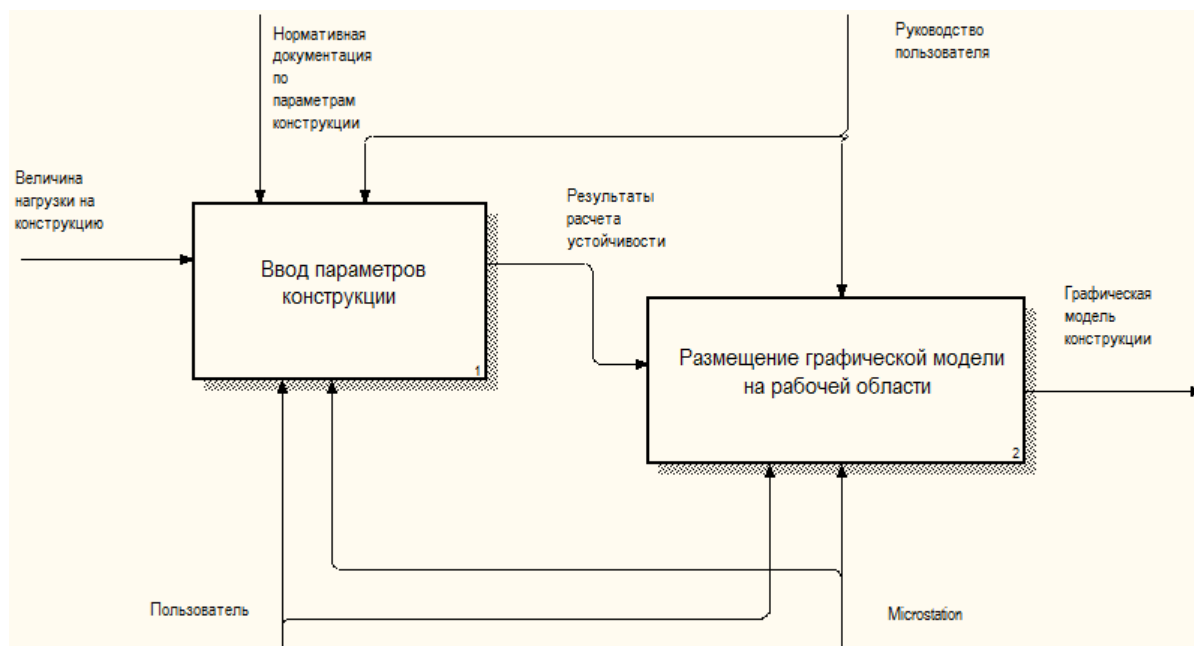 Нормативная
документация
по
параметрам
конструкции
Руководство
пользователя
Величина
нагрузки на
конструкцию
Результаты
расчета
устойчивости
Ввод параметров
конструкции
1
Графическая
модель
конструкции
Размещение графической модели
на рабочей области
2
Пользователь
Microstation